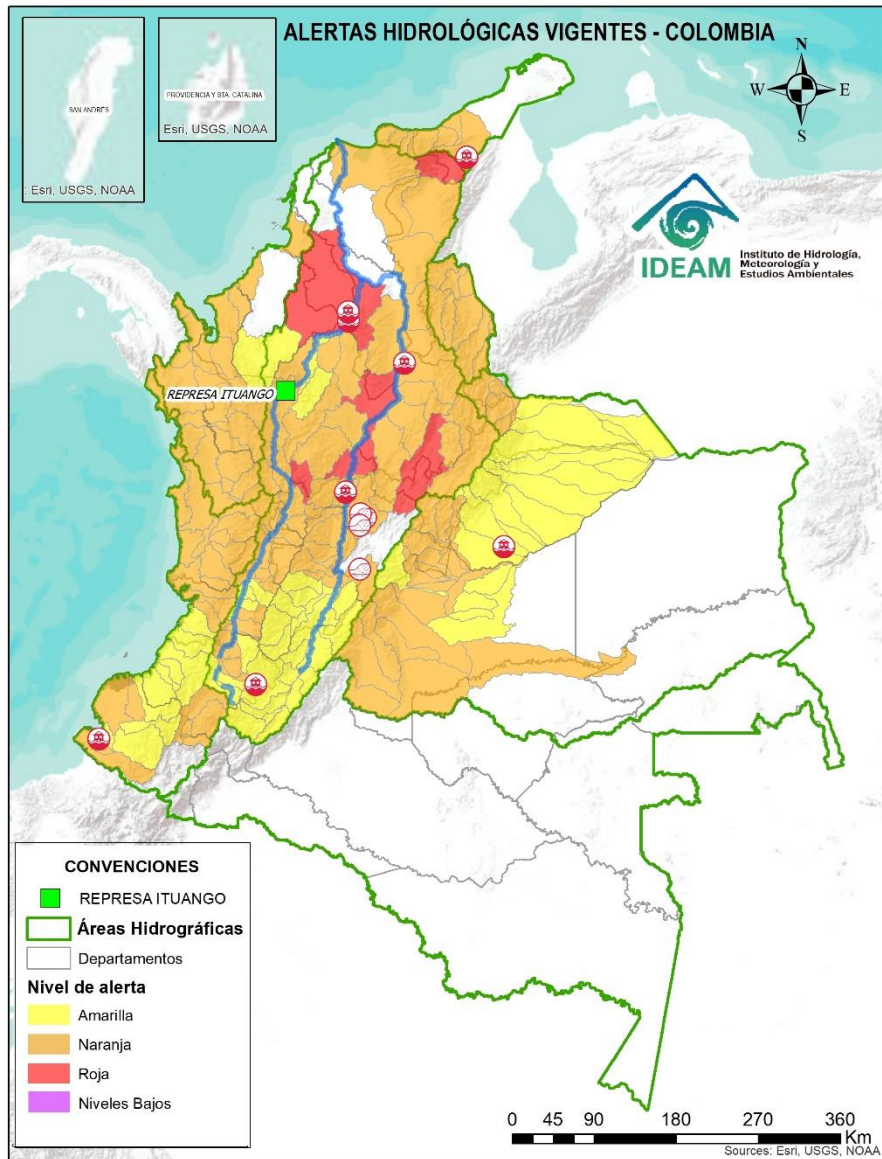 ALERTAS HIDROLÓGICAS VIGENTES - COLOMBIA
SAN ANDRÉS
: Esri, USGS, NOAA
PROVIDENCIA Y STA. CATALINA
Esri, USGS, NOAA
N
W
E
S
IDEAM
Instituto de Hidrología,
Meteorología y
Estudios Ambientales
REPRESA ITUANGO
CONVENCIONES
REPRESA ITUANGO
Áreas Hidrográficas
Departamentos
Nivel de alerta
Amarilla
Naranja
Roja
Niveles Bajos
0 45 90 180 270 360
Km
Sources: Esri, USGS, NOAA